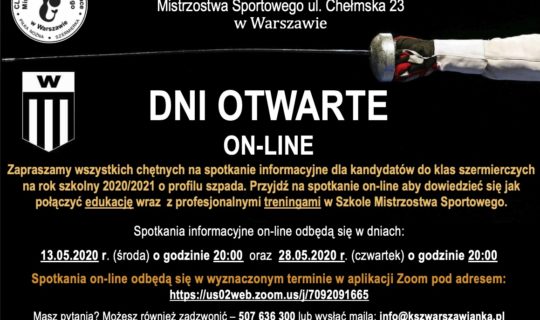 Mistrzostwa Sportowego ul. Chełmska 23
w Warszawie
PIŁKA NOŻNA
SZERMIERKA
W
DNI OTWARTE
ON-LINE
Zapraszamy wszystkich chętnych na spotkanie informacyjne dla kandydatów do klas szermierczych
na rok szkolny 2020/2021 o profilu szpada. Przyjdź na spotkanie on-line aby dowiedzieć się jak
połączyć edukację wraz z profesjonalnymi treningami w Szkole Mistrzostwa Sportowego.
Spotkania informacyjne on-line odbędą się w dniach:
13.05.2020 r. (środa) o godzinie 20:00 oraz 28.05.2020 r. (czwartek) o godzinie 20:00
Spotkania on-line odbędą się w wyznaczonym terminie w aplikacji Zoom pod adresem:
https://us02web.zoom.us/j/7092091665
Masz pytania? Możesz również zadzwonić – 507 636 300 lub wysłać maila: info@kszwarszawianka.pl